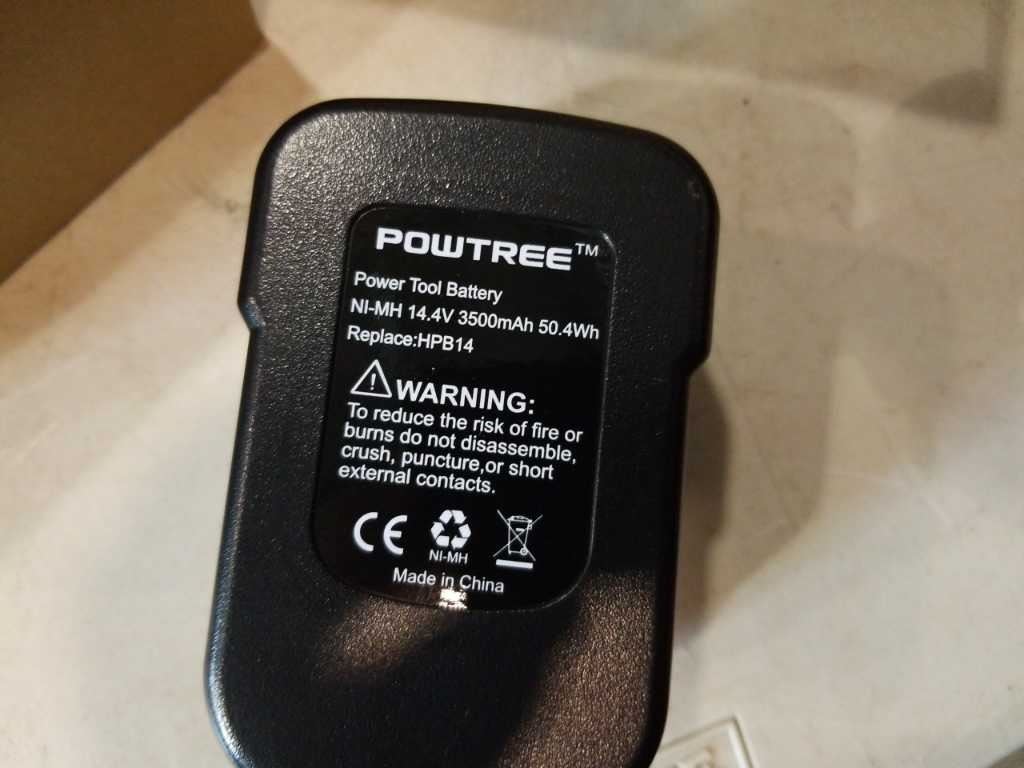 POWTREE™
Power Tool Battery
NI-MH 14.4V 3500mAh 50.4Wh
Replace:HPB14
WARNING:
To reduce the risk of fire or
burns do not disassemble,
crush, puncture,or short
external contacts.
CE
NI-MH
Made in China